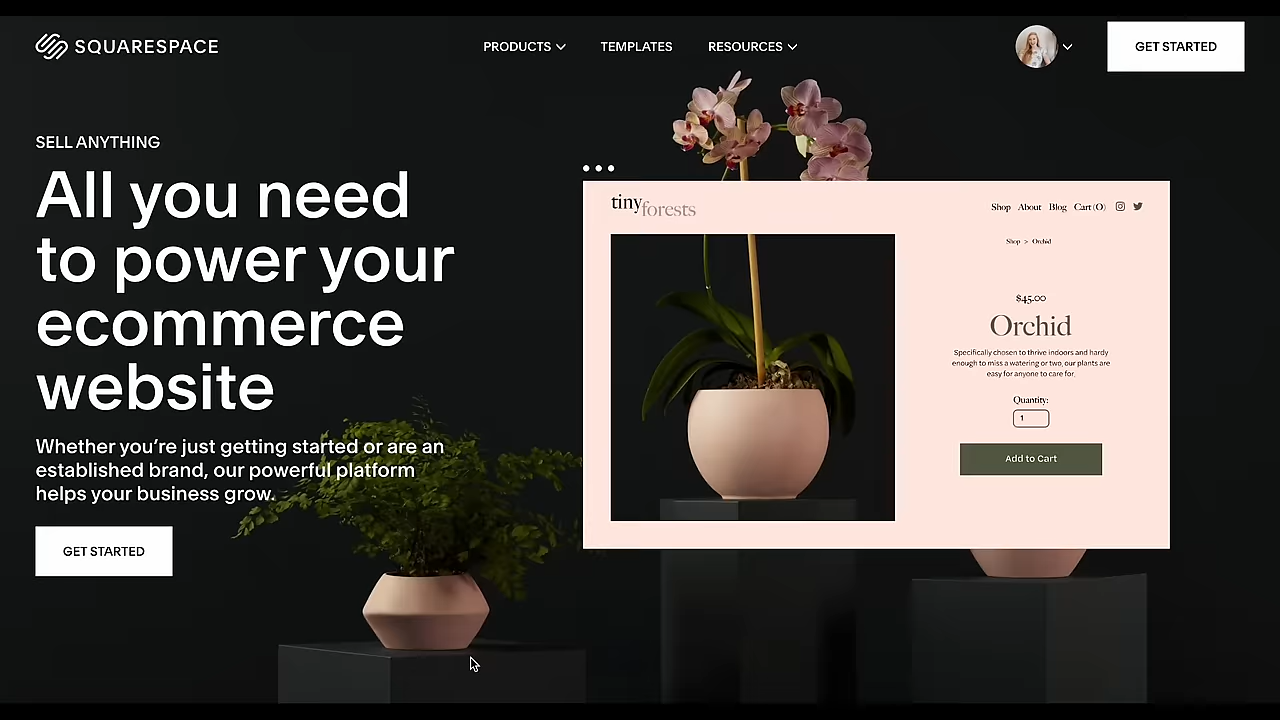 SQUARESPACE
PRODUCTS
TEMPLATES
RESOURCES
GET STARTED
SELL ANYTHING
All you need
to power your
ecommerce
website
Whether you’re just getting started or are an
established brand, our powerful platform
helps your business grow.
GET STARTED
tinyforests
Shop About Blog Cart (0)
Shop > Orchid
$45.00
Orchid
Specifically chosen to thrive indoors and hardy
enough to miss a watering or two, our plants are
easy for anyone to care for.
Quantity:
1
Add to Cart